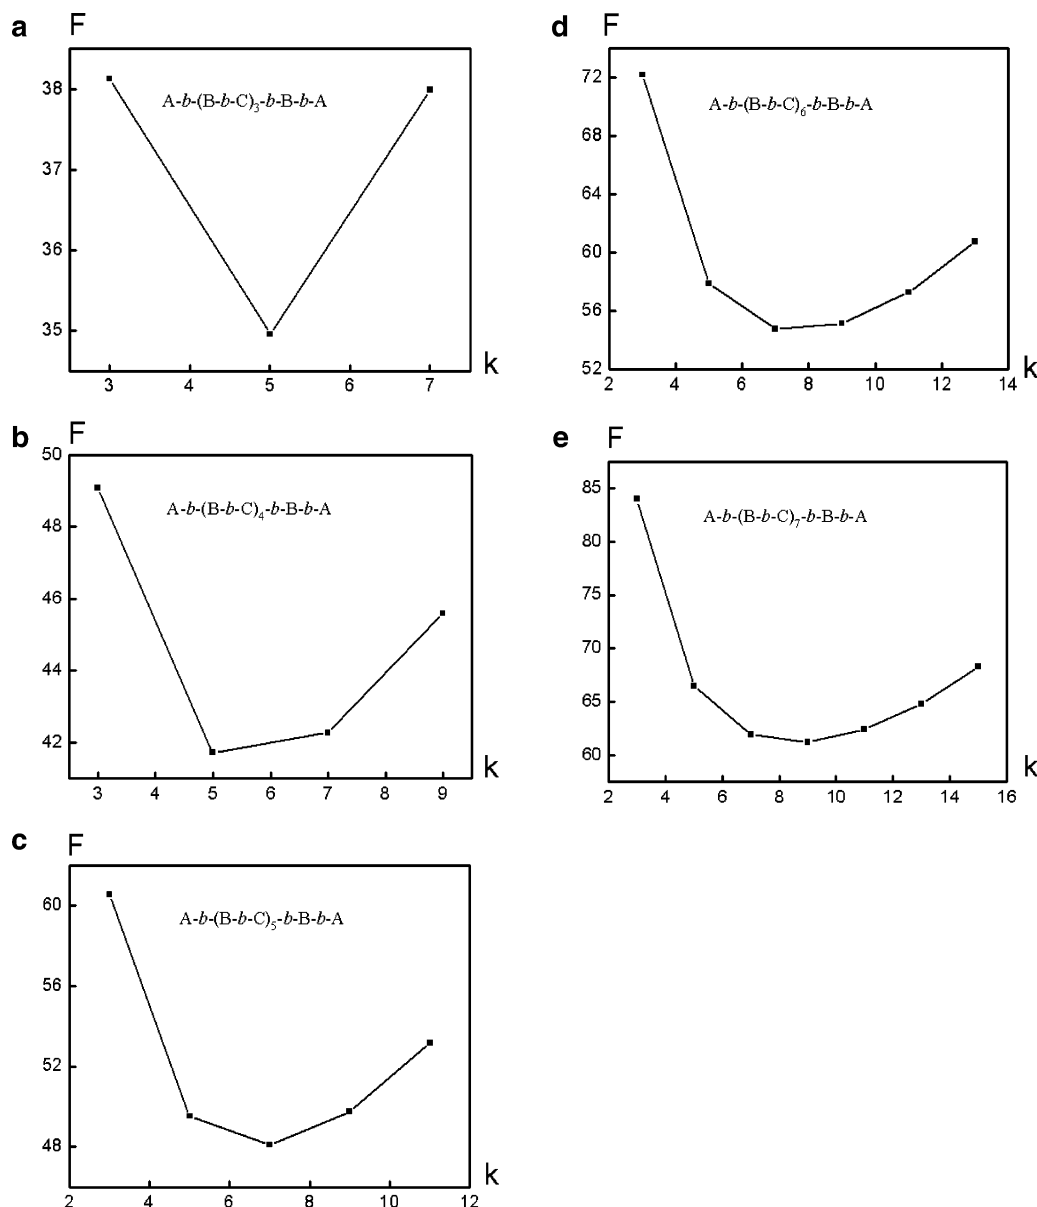 a F
A-b-(B-b-C)3-b-B-b-A
38
37
36
35
3 4 5 6 7 k
b F
50
A-b-(B-b-C)4-b-B-b-A
48
46
44
42
3 4 5 6 7 8 9 k
c F
60
A-b-(B-b-C)5-b-B-b-A
56
52
48
2 4 6 8 10 12 k
d F
72
A-b-(B-b-C)6-b-B-b-A
68
64
60
56
52
2 4 6 8 10 12 14 k
e F
85
A-b-(B-b-C)7-b-B-b-A
80
75
70
65
60
2 4 6 8 10 12 14 16 k